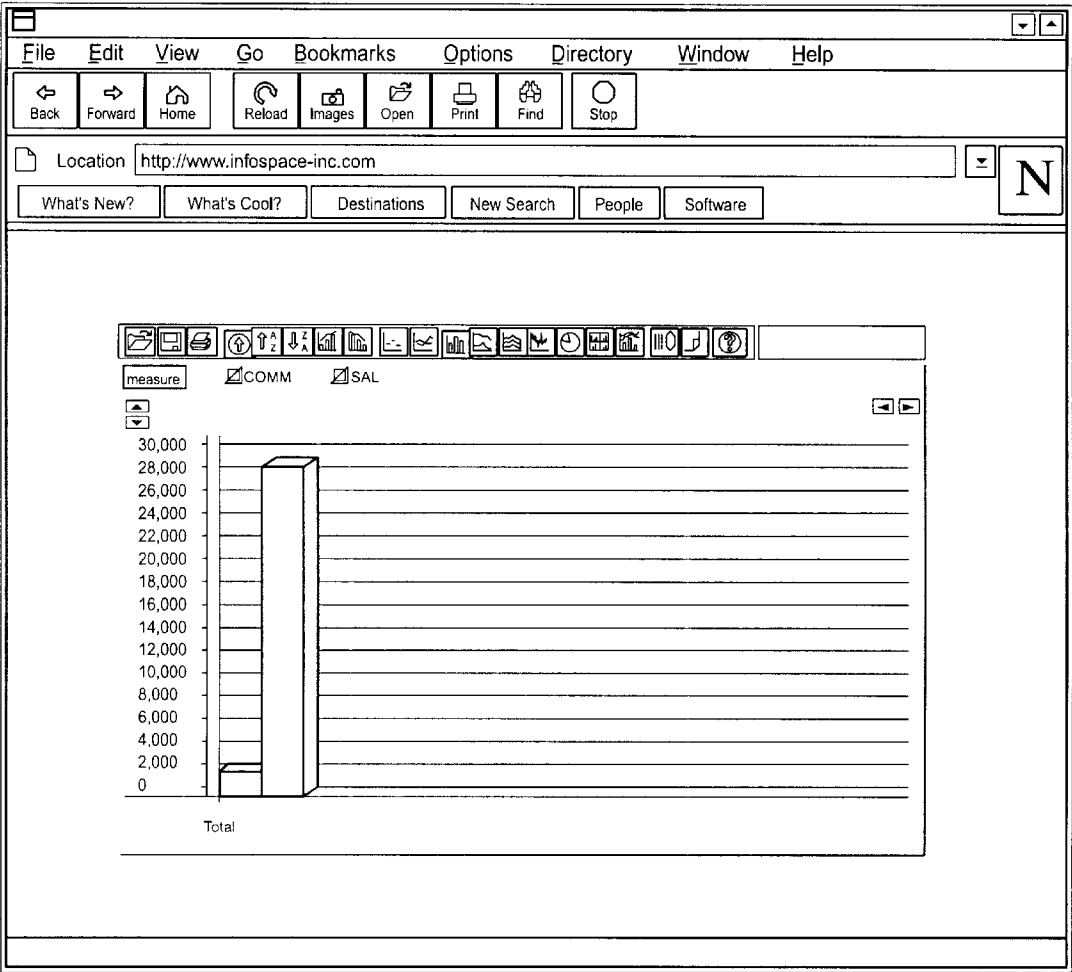 File Edit View Go Bookmarks Options Directory Window Help
Back Forward Home Reload Images Open Print Find Stop
Location http://www.infospace-inc.com
N
What's New? What's Cool? Destinations New Search People Software
A Z Z A ?
measure COMM SAL
30,000
28,000
26,000
24,000
22,000
20,000
18,000
16,000
14,000
12,000
10,000
8,000
6,000
4,000
2,000
0
Total